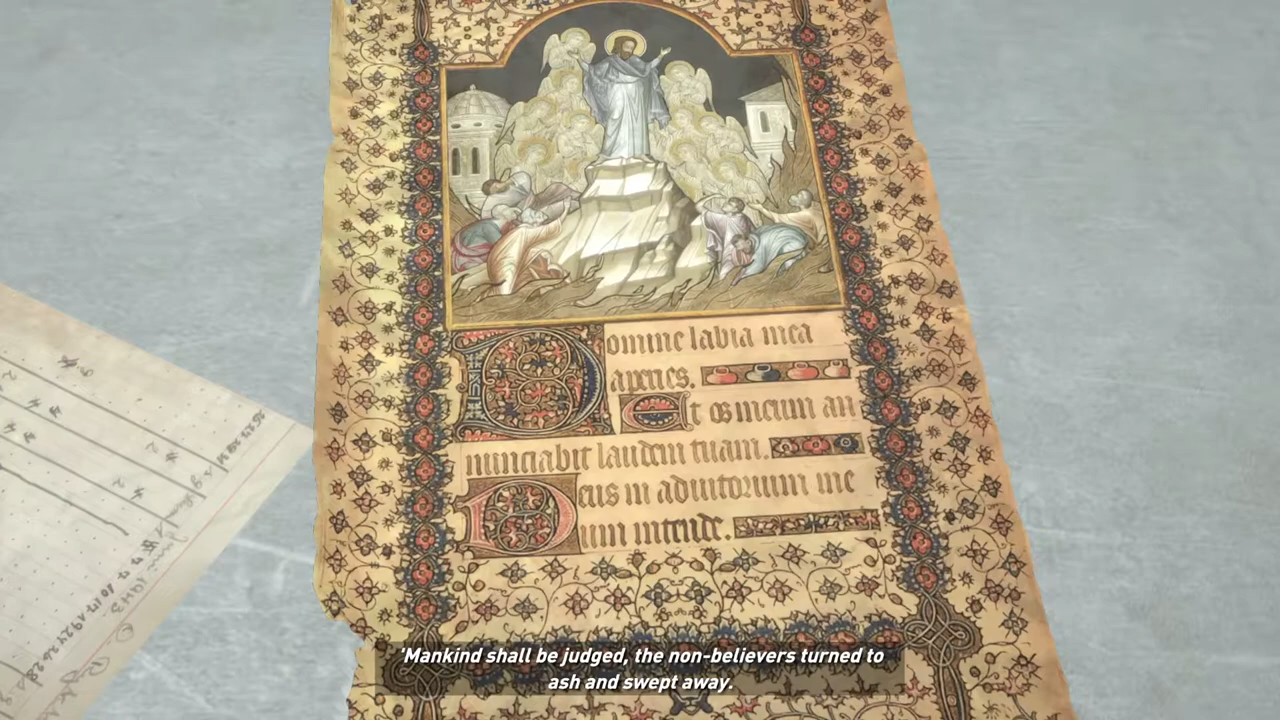 Domine labia mea
aperies.
Et os meum an
nunciabit laudem tuam.
Deus in adiutorium me
um intende.
'Mankind shall be judged, the non-believers turned to
ash and swept away.